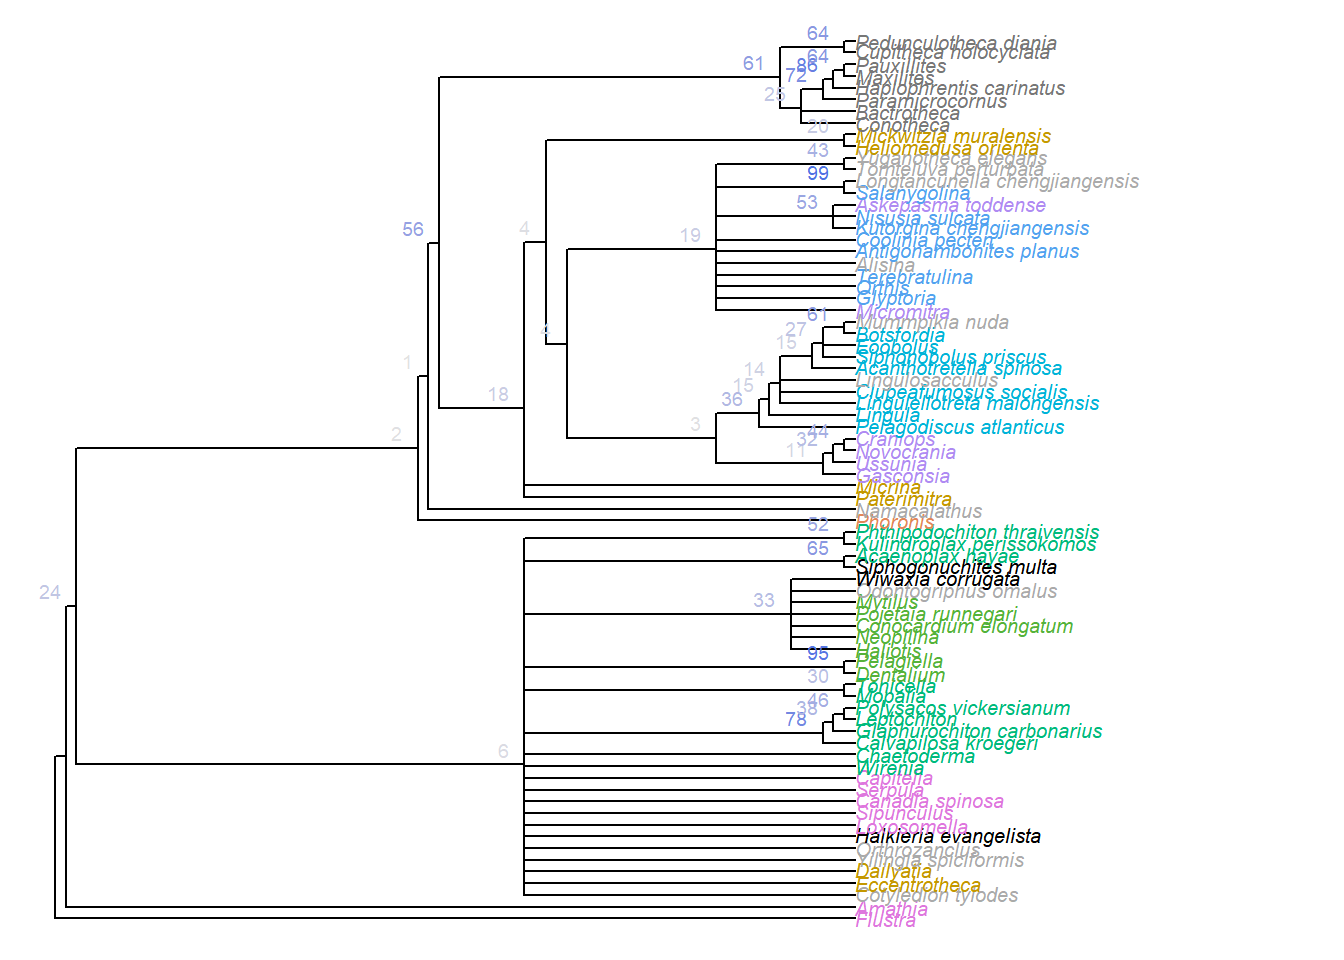 64
Pedunculotheca diania
Cupitheca holocyclata
61
64
86
Pauxillites
72
Maxilites
Haplophrentis carinatus
25
Paramicrocornus
Bactrotheca
Conotheca
20
Mickwitzia muralensis
Heliomedusa orienta
43
Yuganotheca elegans
Tomteluva perturbata
99
Longtancunella chengjiangensis
Salanygolina
53
Askepasma toddense
Nisusia sulcata
56
4
Kutorgina chengjiangensis
19
Coolinia pecten
Antigonambonites planus
Alisina
Terebratulina
Orthis
Glyptoria
61
Micromitra
Mummpikia nuda
4
27
Botsfordia
15
Eoobolus
Siphonobolus priscus
1
14
Acanthotretella spinosa
15
Lingulosacculus
18
Clupeafumosus socialis
36
Lingulellotreta malongensis
Lingula
3
Pelagodiscus atlanticus
2
44
32
Craniops
11
Novocrania
Ussunia
Gasconsia
Micrina
Paterimitra
Namacalathus
Phoronis
52
Phthipodochiton thraivensis
Kulindroplax perissokomos
65
Acaenoplax hayae
Siphogonuchites multa
Wiwaxia corrugata
24
Odontogriphus omalus
33
Mytilus
Pojetaia runnegari
Conocardium elongatum
Neopilina
95
Haliotis
Pelagiella
30
Dentalium
Tonicella
46
Mopalia
38
Polysacos vickersianum
78
Leptochiton
Glaphurochiton carbonarius
6
Calvapilosa kroegeri
Chaetoderma
Wirenia
Capitella
Serpula
Canadia spinosa
Sipunculus
Loxosomella
Halkieria evangelista
Orthrozanclus
Yilingia spiciformis
Dailyatia
Eccentrotheca
Cotyledion tylodes
Amathia
Flustra